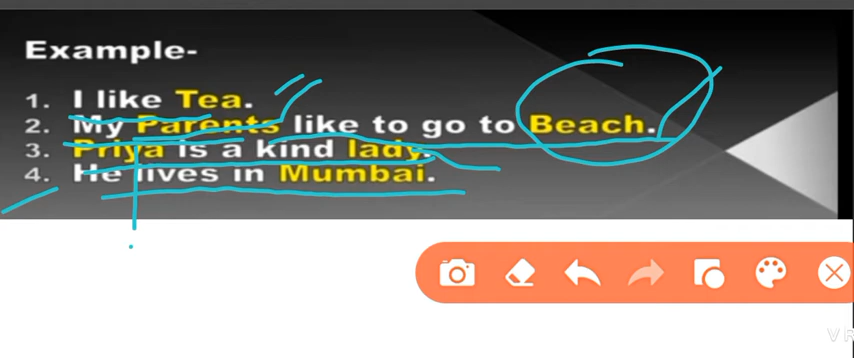 Example-
1. I like Tea.
2. My Parents like to go to Beach.
3. Priya is a kind lady.
4. He lives in Mumbai.
VR